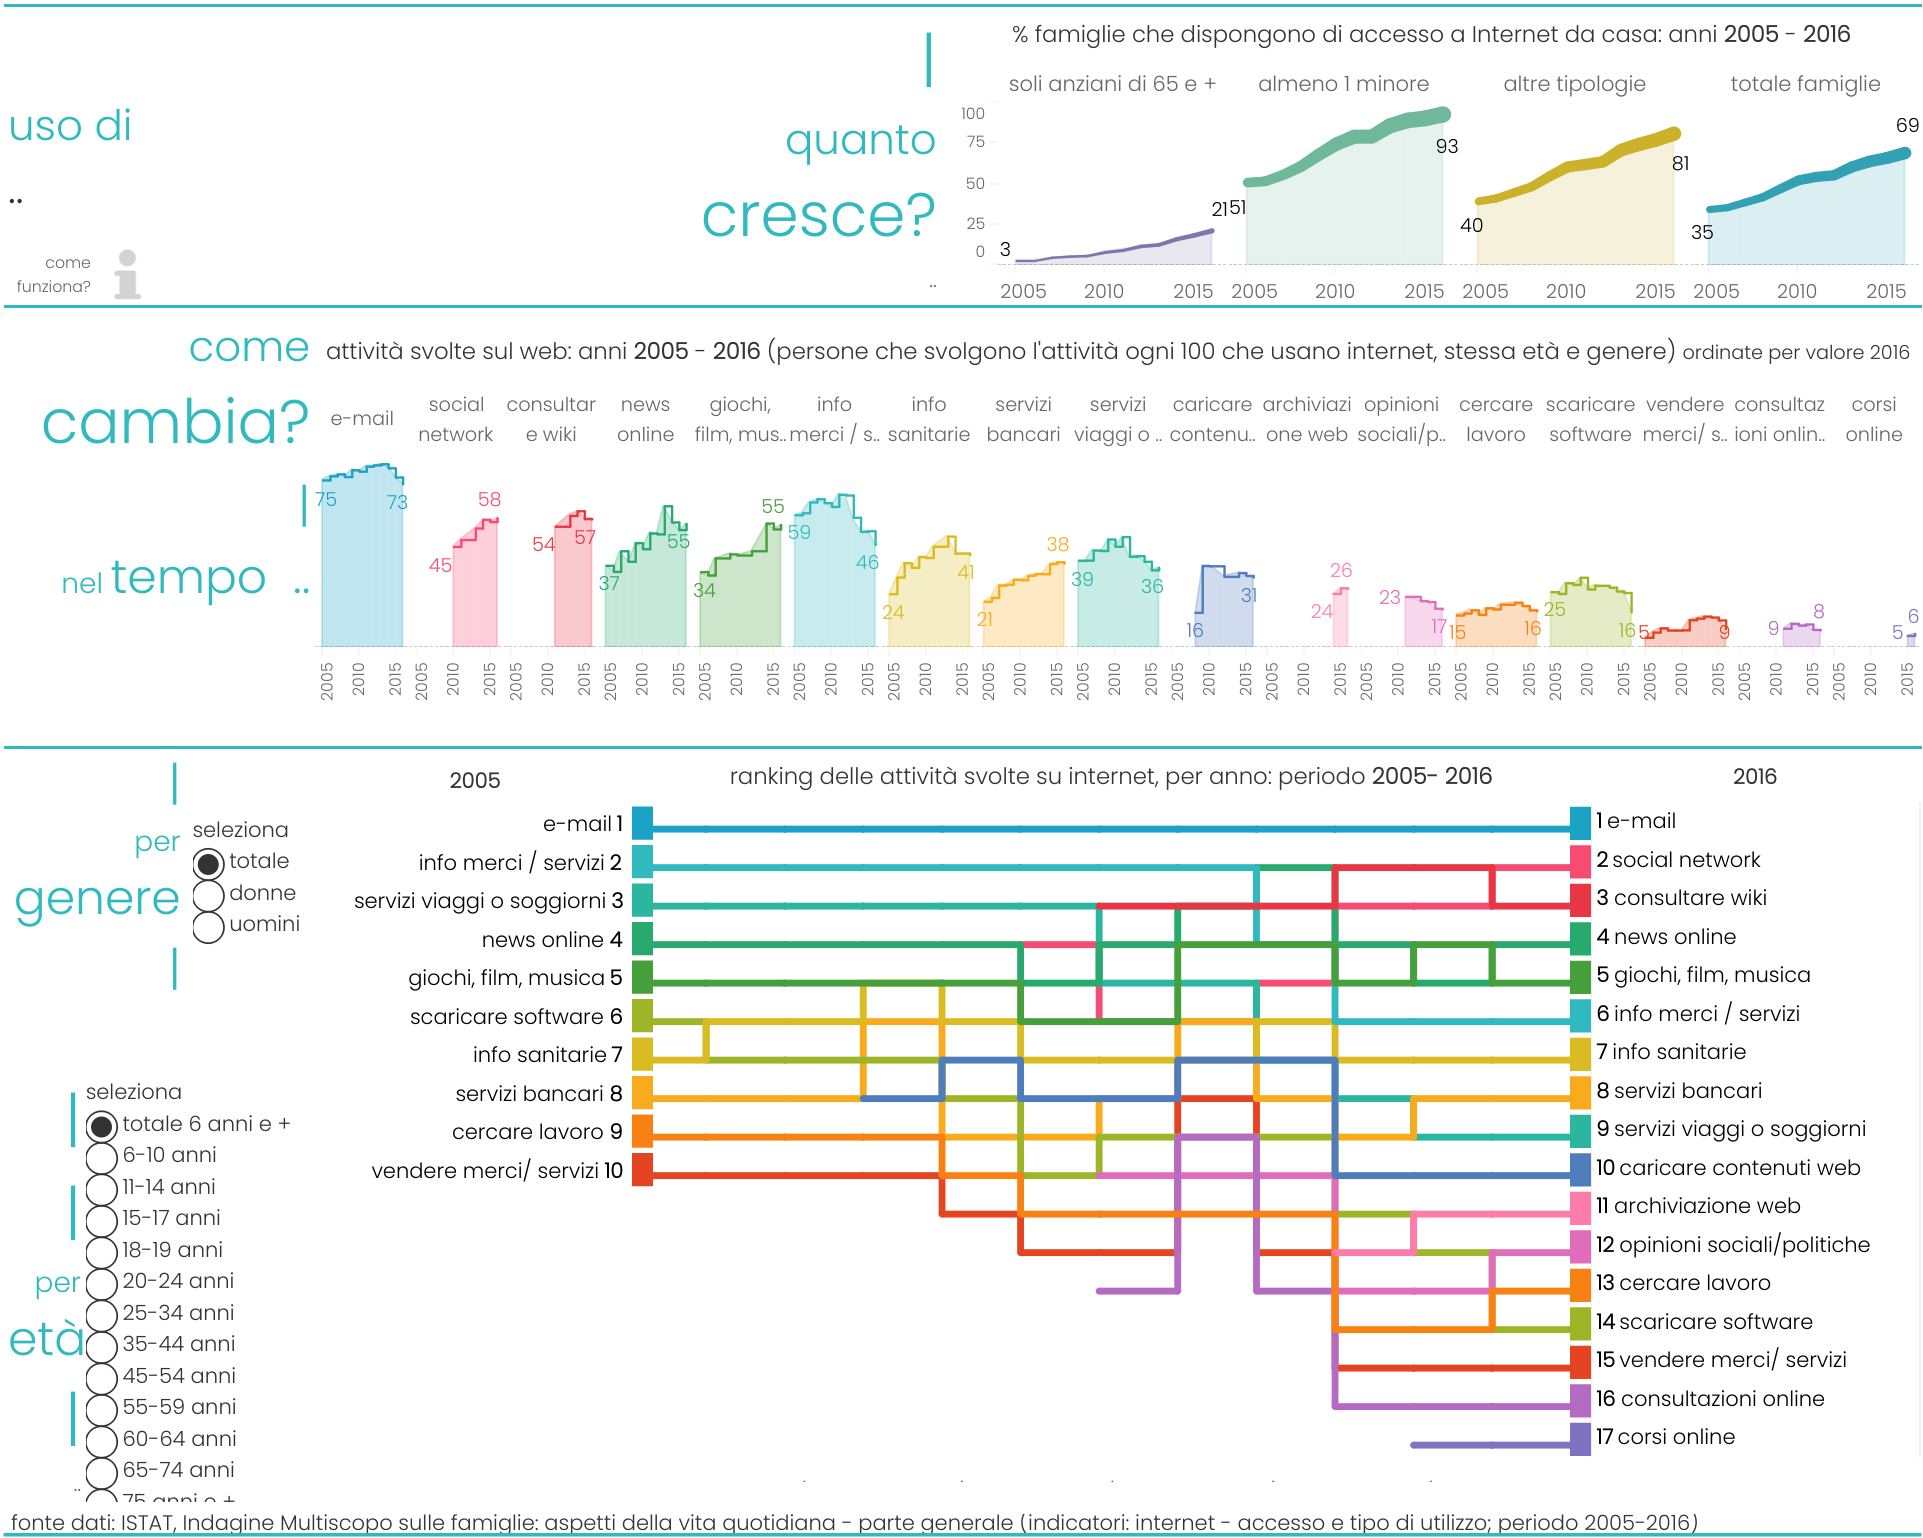 uso di
..
come
funziona?
quanto
cresce?
..
% famiglie che dispongono di accesso a Internet da casa: anni 2005 - 2016
soli anziani di 65 e +
almeno 1 minore
altre tipologie
totale famiglie
100
75
50
25
0
3
21
51
93
40
81
35
69
2005 2010 2015 2005 2010 2015 2005 2010 2015 2005 2010 2015
come
cambia?
nel tempo ..
attività svolte sul web: anni 2005 - 2016 (persone che svolgono l'attività ogni 100 che usano internet, stessa età e genere) ordinate per valore 2016
e-mail
social
network
consultar
e wiki
news
online
giochi,
film, mus..
info
merci / s..
info
sanitarie
servizi
bancari
servizi
viaggi o ..
caricare
contenu..
archiviazi
one web
opinioni
sociali/p..
cercare
lavoro
scaricare
software
vendere
merci/ s..
consultaz
ioni onlin..
corsi
online
75 73
45 58
54 57
37 55
34 55
59 46
24 41
21 38
39 36
16 31
24 26
23 17
15 16
25 16
5 9
9 8
5 6
2005 2010 2015 2005 2010 2015 2005 2010 2015 2005 2010 2015 2005 2010 2015 2005 2010 2015 2005 2010 2015 2005 2010 2015 2005 2010 2015 2005 2010 2015 2005 2010 2015 2005 2010 2015 2005 2010 2015 2005 2010 2015 2005 2010 2015 2005 2010 2015 2005 2010 2015
per
genere
seleziona
totale
donne
uomini
per
età
seleziona
totale 6 anni e +
6-10 anni
11-14 anni
15-17 anni
18-19 anni
20-24 anni
25-34 anni
35-44 anni
45-54 anni
55-59 anni
60-64 anni
65-74 anni
75 anni e +
..
2005
ranking delle attività svolte su internet, per anno: periodo 2005- 2016
2016
e-mail 1
info merci / servizi 2
servizi viaggi o soggiorni 3
news online 4
giochi, film, musica 5
scaricare software 6
info sanitarie 7
servizi bancari 8
cercare lavoro 9
vendere merci/ servizi 10
1 e-mail
2 social network
3 consultare wiki
4 news online
5 giochi, film, musica
6 info merci / servizi
7 info sanitarie
8 servizi bancari
9 servizi viaggi o soggiorni
10 caricare contenuti web
11 archiviazione web
12 opinioni sociali/politiche
13 cercare lavoro
14 scaricare software
15 vendere merci/ servizi
16 consultazioni online
17 corsi online
fonte dati: ISTAT, Indagine Multiscopo sulle famiglie: aspetti della vita quotidiana - parte generale (indicatori: internet - accesso e tipo di utilizzo; periodo 2005-2016)